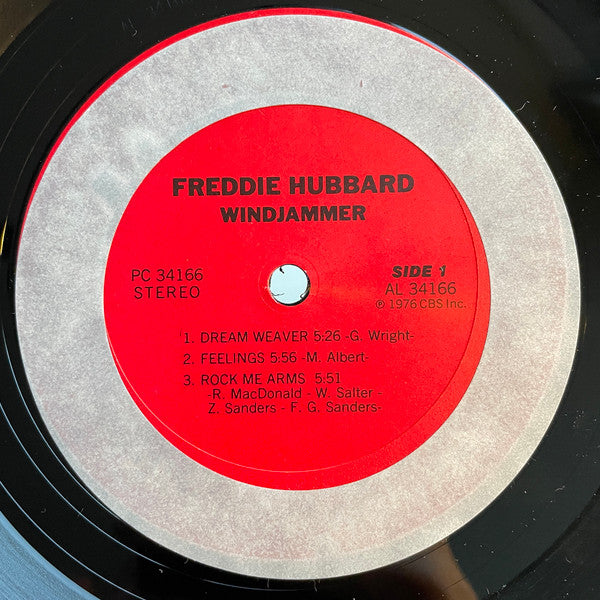 FREDDIE HUBBARD
WINDJAMMER
PC 34166
STEREO
SIDE 1
AL 34166
℗ 1976 CBS Inc.
1. DREAM WEAVER 5:26 -G. Wright-
2. FEELINGS 5:56 -M. Albert-
3. ROCK ME ARMS 5:51
-R. MacDonald - W. Salter -
Z. Sanders - F. G. Sanders-